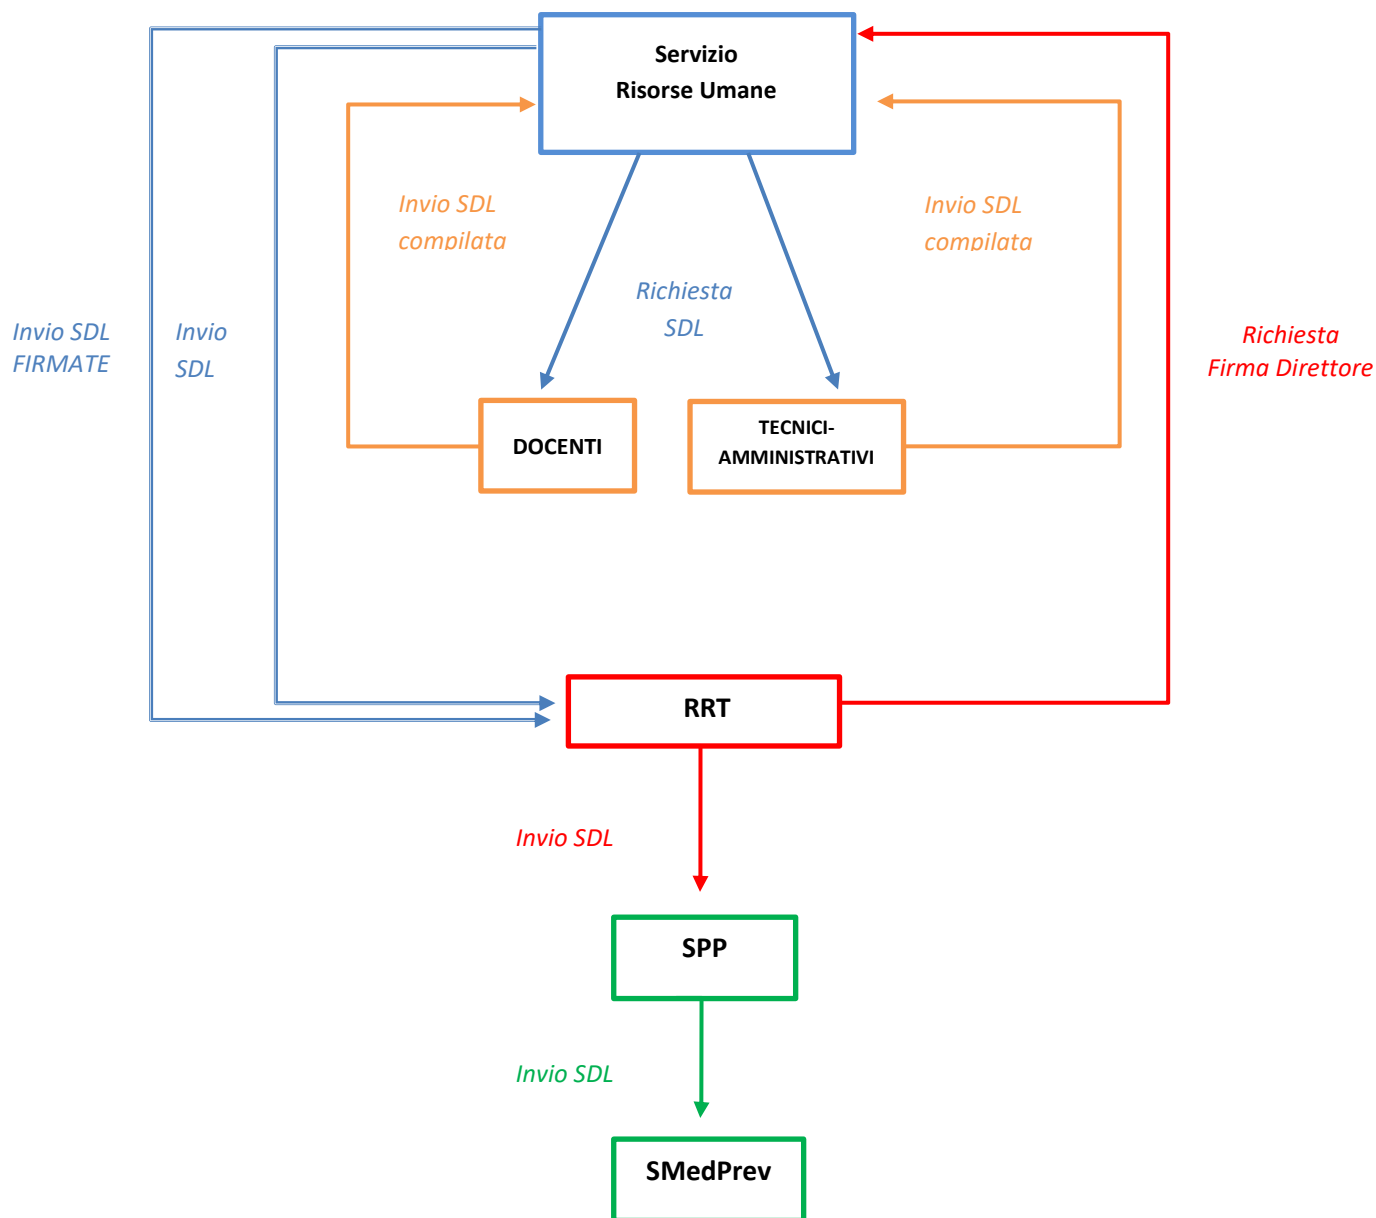 Servizio
Risorse Umane
Invio SDL
compilata
Invio SDL
compilata
Richiesta
SDL
Invio SDL
FIRMATE
Invio
SDL
Richiesta
Firma Direttore
DOCENTI
TECNICI-
AMMINISTRATIVI
RRT
Invio SDL
SPP
Invio SDL
SMedPrev